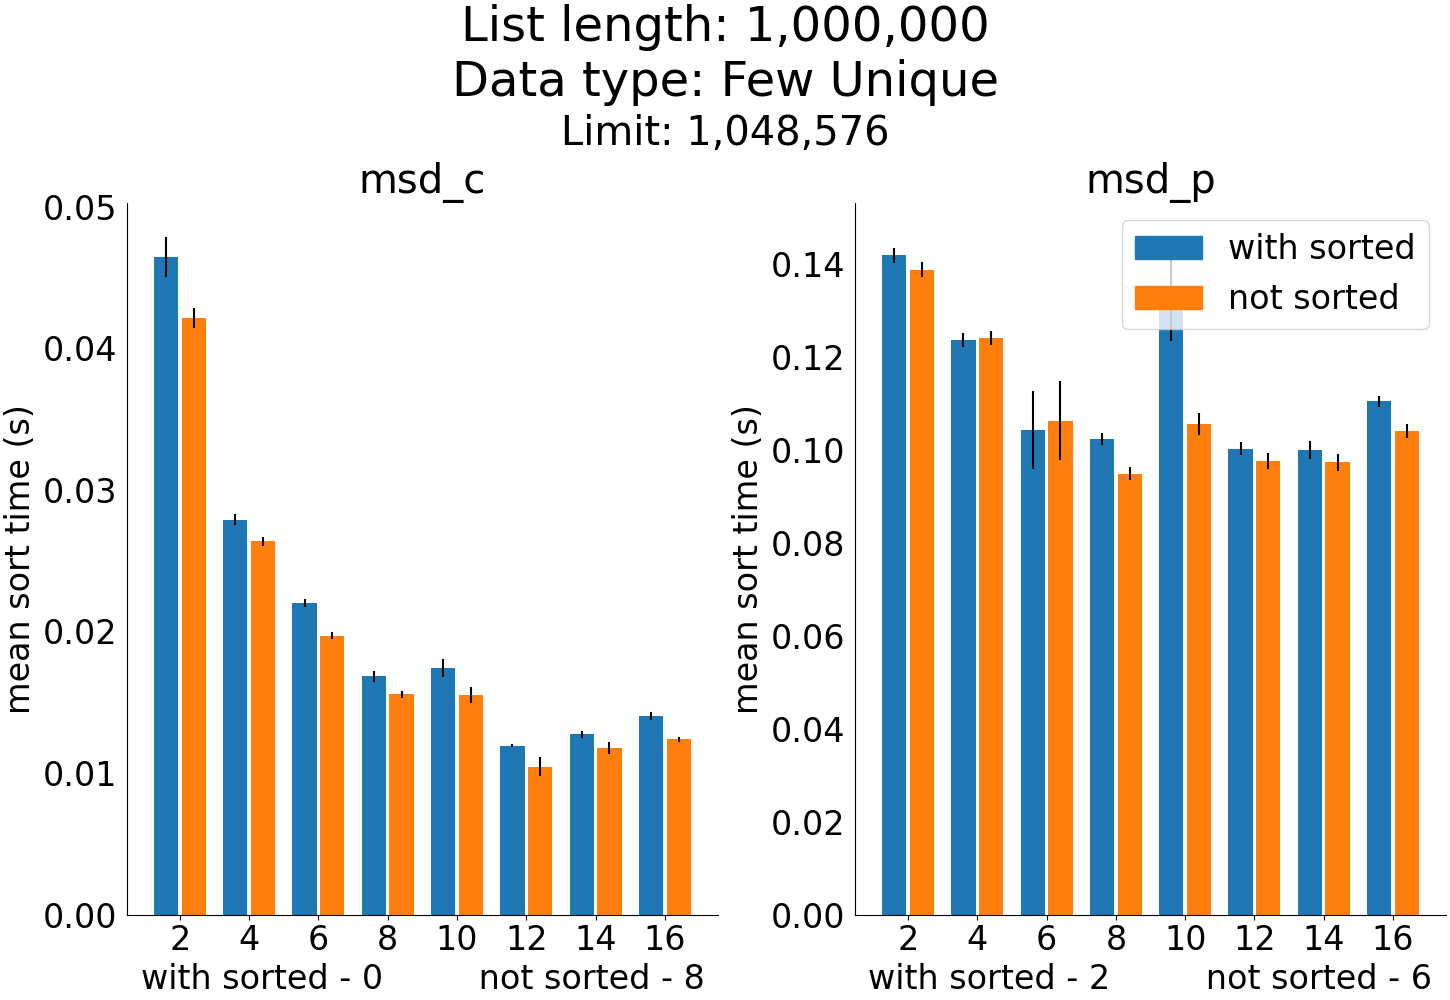 List length: 1,000,000
Data type: Few Unique
Limit: 1,048,576
msd_c
mean sort time (s)
0.05
0.04
0.03
0.02
0.01
0.00
2 4 6 8 10 12 14 16
with sorted - 0 not sorted - 8
msd_p
with sorted
not sorted
mean sort time (s)
0.14
0.12
0.10
0.08
0.06
0.04
0.02
0.00
2 4 6 8 10 12 14 16
with sorted - 2 not sorted - 6